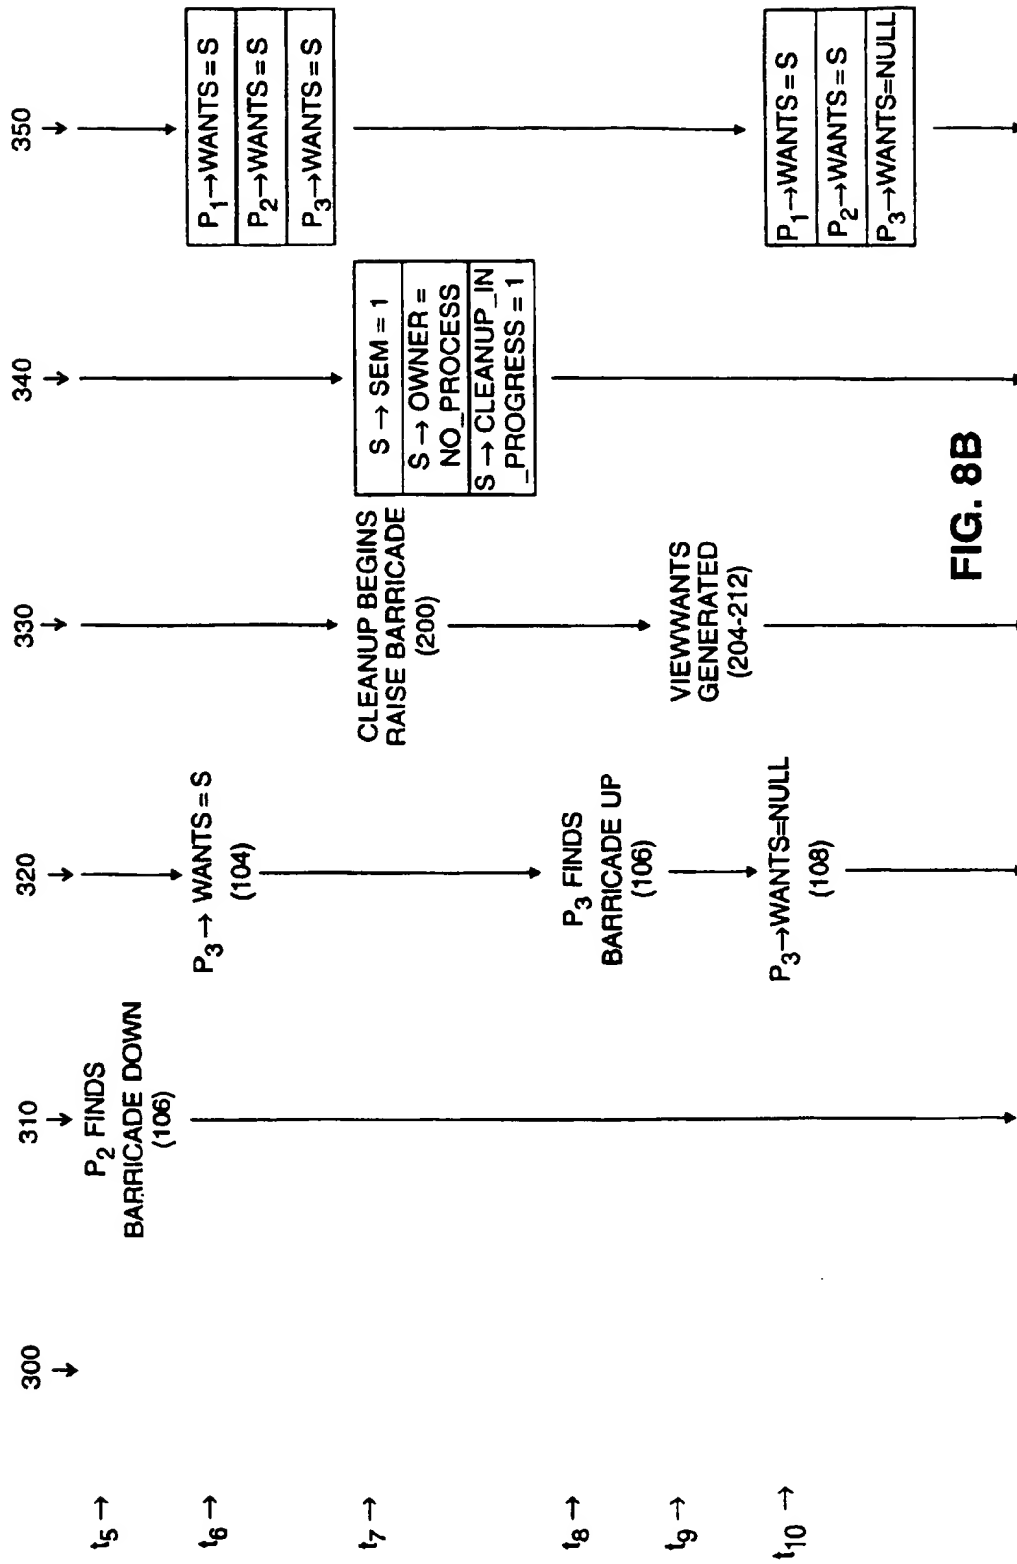 300
310
320
330
340
350
t5 →
P2 FINDS
BARRICADE DOWN
(106)
t6 →
P3 → WANTS = S
(104)
P1→WANTS = S
P2→WANTS = S
P3→WANTS = S
t7 →
CLEANUP BEGINS
RAISE BARRICADE
(200)
S → SEM = 1
S → OWNER =
NO_PROCESS
S → CLEANUP_IN
_PROGRESS = 1
t8 →
P3 FINDS
BARRICADE UP
(106)
t9 →
VIEWWANTS
GENERATED
(204-212)
t10 →
P3→WANTS=NULL
(108)
P1→WANTS = S
P2→WANTS = S
P3→WANTS=NULL
FIG. 8B